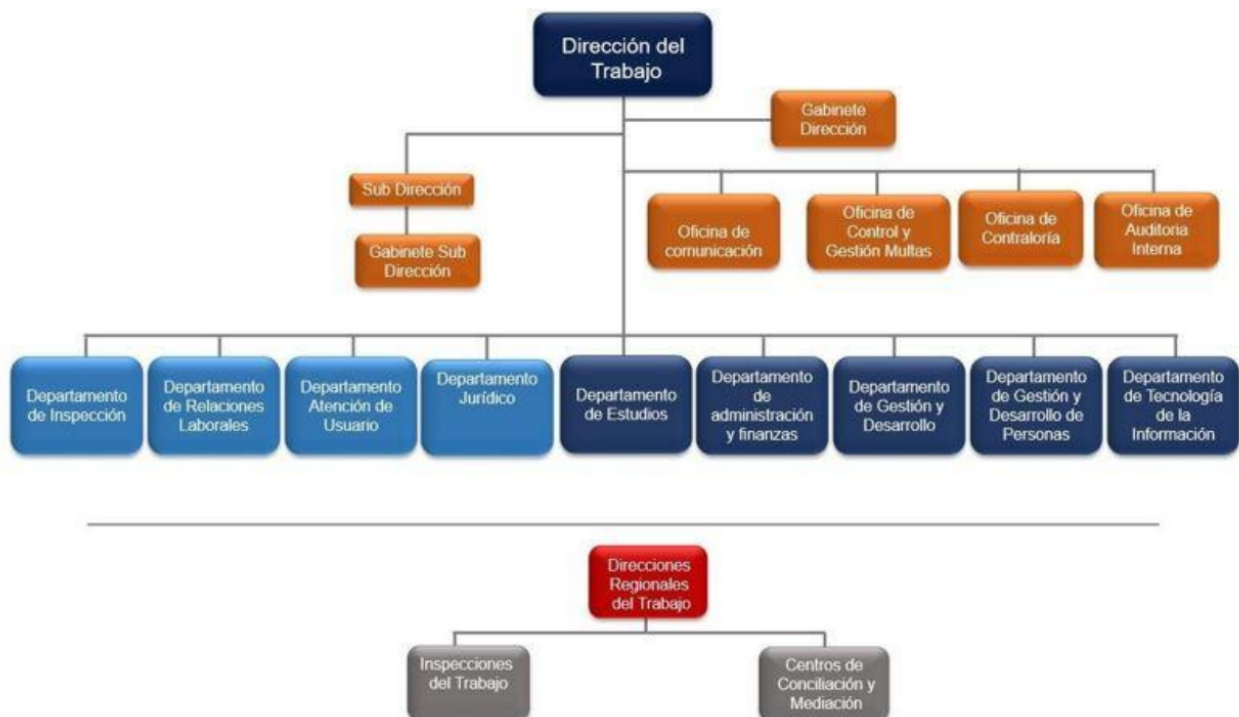 Dirección del
Trabajo
Gabinete
Dirección
Sub Dirección
Gabinete Sub
Dirección
Oficina de
comunicación
Oficina de
Control y
Gestión Multas
Oficina de
Contraloría
Oficina de
Auditoria
Interna
Departamento
de Inspección
Departamento
de Relaciones
Laborales
Departamento
Atención de
Usuario
Departamento
Jurídico
Departamento
de Estudios
Departamento
de
administración
y finanzas
Departamento
de Gestión y
Desarrollo
Departamento
de Gestión y
Desarrollo de
Personas
Departamento
de Tecnología
de la
Información
Direcciones
Regionales
del Trabajo
Inspecciones
del Trabajo
Centros de
Conciliación y
Mediación